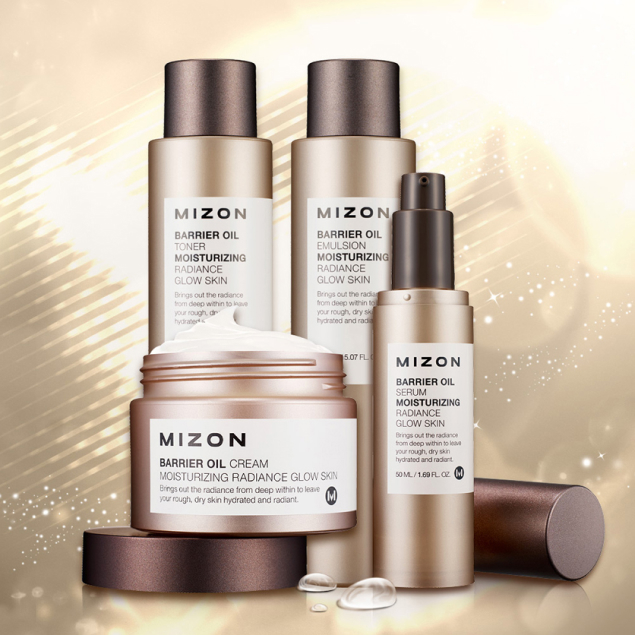 MIZON
BARRIER OIL
TONER
MOISTURIZING
RADIANCE
GLOW SKIN
Brings out the radiance
from deep within to leave
your rough, dry
hydrated
MIZON
BARRIER OIL
EMULSION
MOISTURIZING
RADIANCE
GLOW SKIN
Brings out the radiance
from deep within to leave
your rough, dry skin
hydrated and
5.07 FL.
MIZON
BARRIER OIL
SERUM
MOISTURIZING
RADIANCE
GLOW SKIN
Brings out the radiance
from deep within to leave
your rough, dry skin
hydrated and radiant.
50 ML / 1.69 FL. OZ. M
MIZON
BARRIER OIL CREAM
MOISTURIZING RADIANCE GLOW SKIN
Brings out the radiance from deep within to leave
your rough, dry skin hydrated and radiant. M